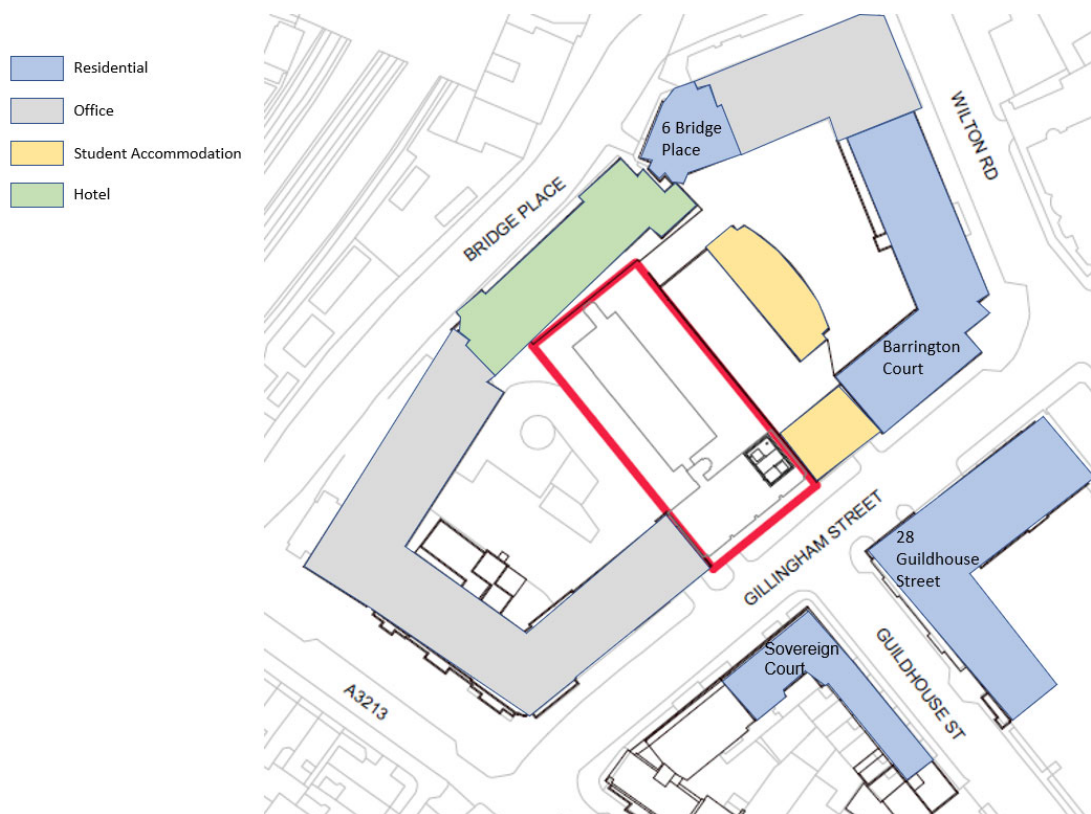 Residential
Office
Student Accommodation
Hotel
6 Bridge
Place
WILTON RD
BRIDGE PLACE
Barrington
Court
GILLINGHAM STREET
28
Guildhouse
Street
Sovereign
Court
GUILDHOUSE ST
A3213